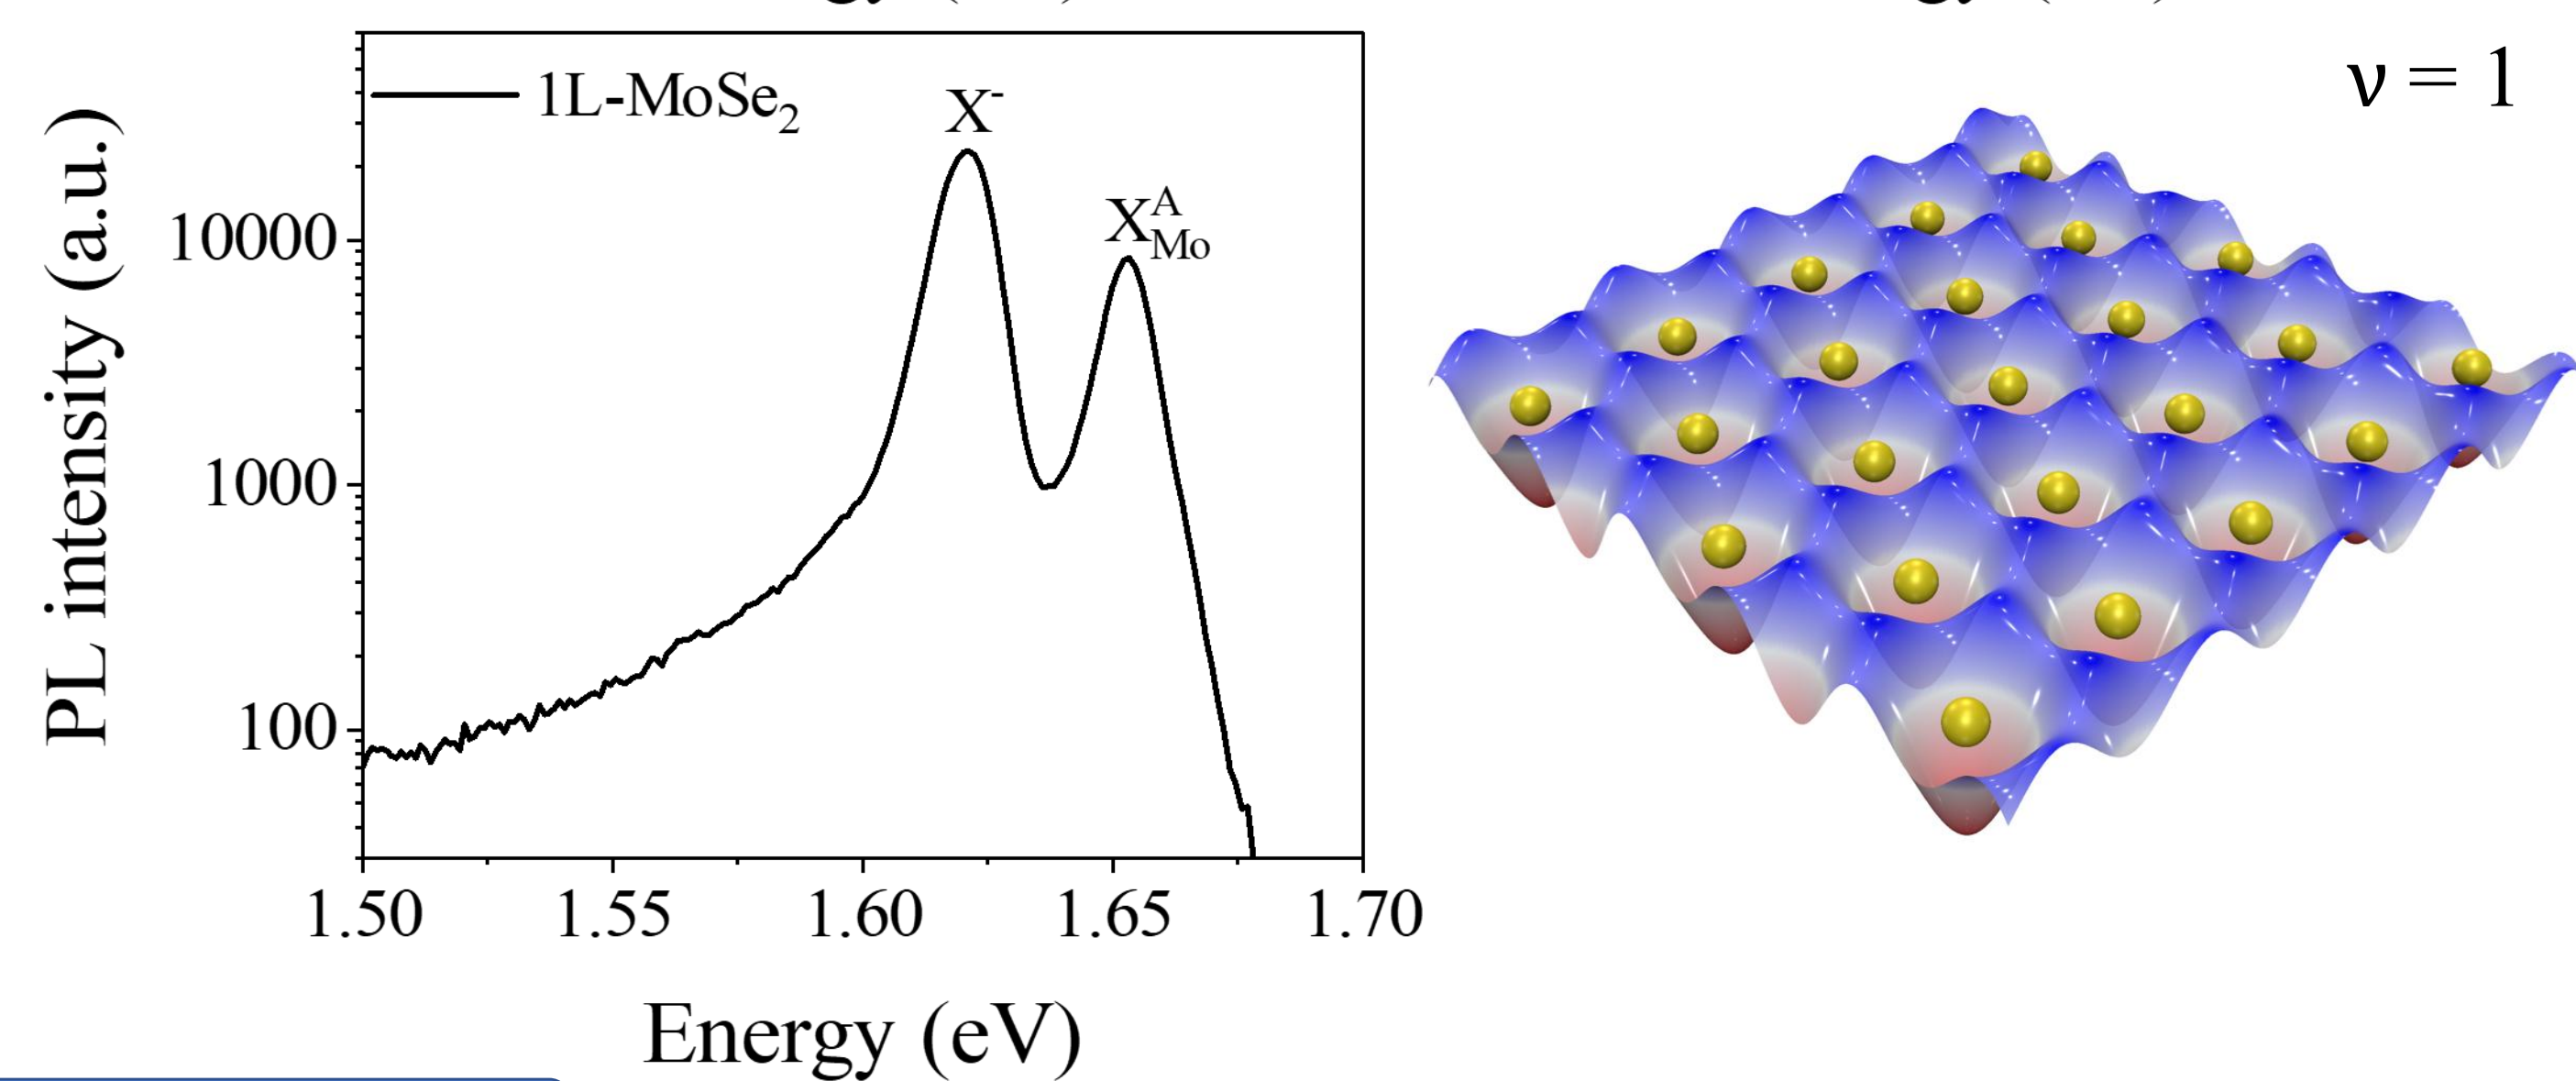 1L-MoSe₂
X⁻
Xᴬ_Mo
ν = 1
PL intensity (a.u.)
10000
1000
100
1.50 1.55 1.60 1.65 1.70
Energy (eV)